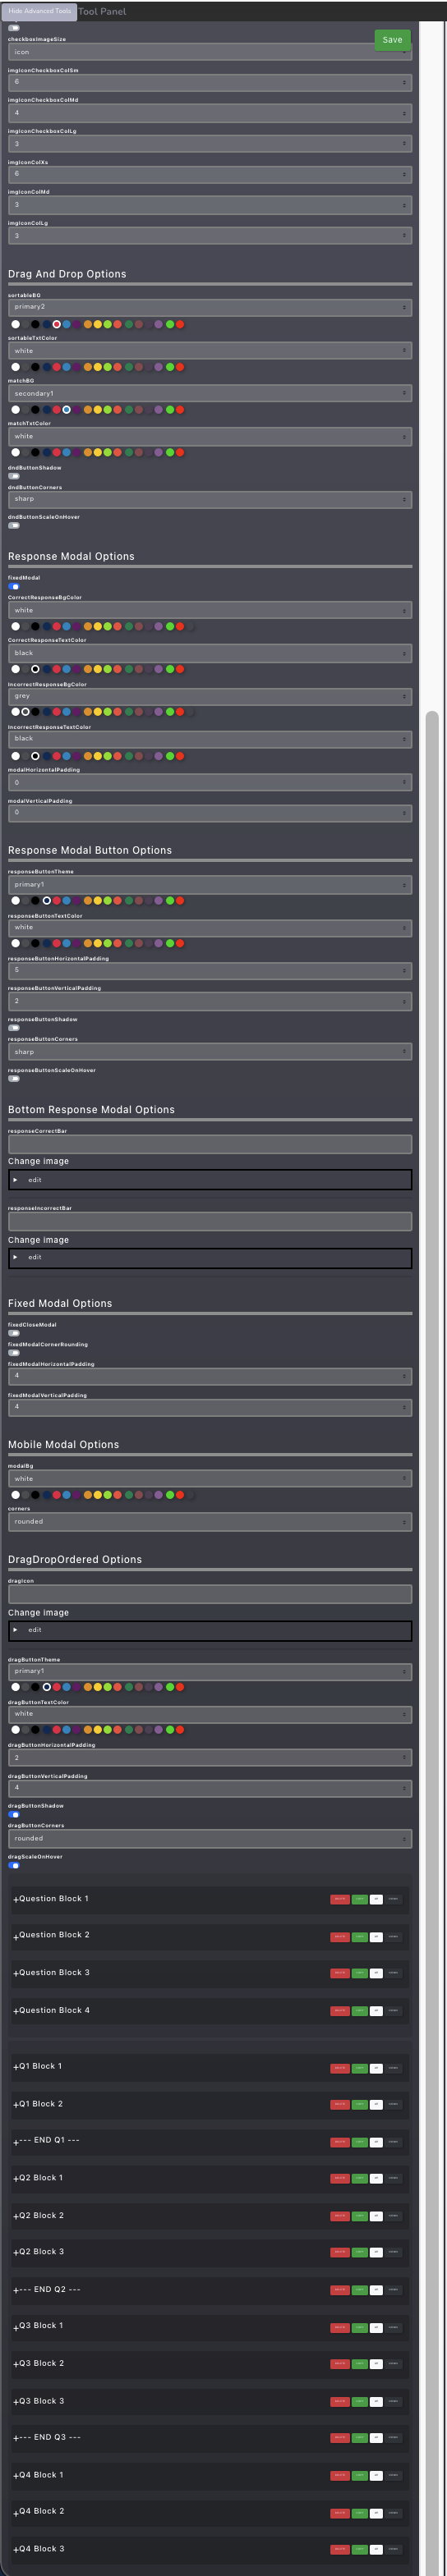 Hide Advanced Tools
Tool Panel
Save
checkboxImageSize
icon
imgIconCheckboxColSm
6
imgIconCheckboxColMd
4
imgIconCheckboxColLg
3
imgIconColXs
6
imgIconColMd
3
imgIconColLg
3
Drag And Drop Options
sortableBG
primary2
sortableTxtColor
white
matchBG
secondary1
matchTxtColor
white
dndButtonShadow
dndButtonCorners
sharp
dndButtonScaleOnHover
Response Modal Options
fixedModal
CorrectResponseBgColor
white
CorrectResponseTextColor
black
IncorrectResponseBgColor
grey
IncorrectResponseTextColor
black
modalHorizontalPadding
0
modalVerticalPadding
0
Response Modal Button Options
responseButtonTheme
primary1
responseButtonTextColor
white
responseButtonHorizontalPadding
5
responseButtonVerticalPadding
2
responseButtonShadow
responseButtonCorners
sharp
responseButtonScaleOnHover
Bottom Response Modal Options
responseCorrectBar
Change image
edit
responseIncorrectBar
Change image
edit
Fixed Modal Options
fixedCloseModal
fixedModalCornerRounding
fixedModalHorizontalPadding
4
fixedModalVerticalPadding
4
Mobile Modal Options
modalBg
white
corners
rounded
DragDropOrdered Options
dragIcon
Change image
edit
dragButtonTheme
primary1
dragButtonTextColor
white
dragButtonHorizontalPadding
2
dragButtonVerticalPadding
4
dragButtonShadow
dragButtonCorners
rounded
dragScaleOnHover
+Question Block 1
+Question Block 2
+Question Block 3
+Question Block 4
+Q1 Block 1
+Q1 Block 2
+--- END Q1 ---
+Q2 Block 1
+Q2 Block 2
+Q2 Block 3
+--- END Q2 ---
+Q3 Block 1
+Q3 Block 2
+Q3 Block 3
+--- END Q3 ---
+Q4 Block 1
+Q4 Block 2
+Q4 Block 3